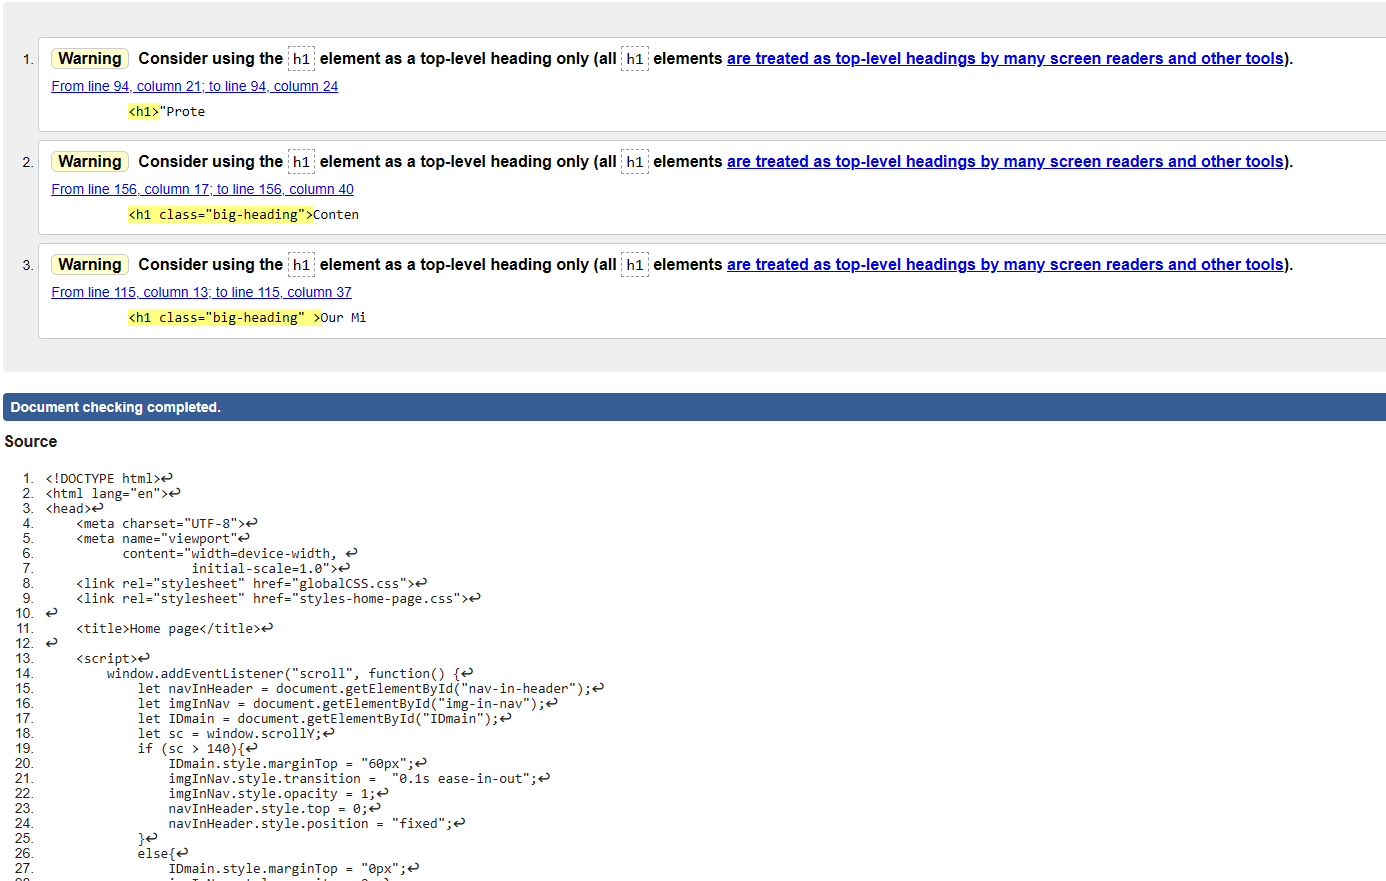 1. Warning Consider using the h1 element as a top-level heading only (all h1 elements are treated as top-level headings by many screen readers and other tools).
From line 94, column 21; to line 94, column 24
<h1>"Prote
2. Warning Consider using the h1 element as a top-level heading only (all h1 elements are treated as top-level headings by many screen readers and other tools).
From line 156, column 17; to line 156, column 40
<h1 class="big-heading">Conten
3. Warning Consider using the h1 element as a top-level heading only (all h1 elements are treated as top-level headings by many screen readers and other tools).
From line 115, column 13; to line 115, column 37
<h1 class="big-heading" >Our Mi
Document checking completed.
Source
1. <!DOCTYPE html>↩
2. <html lang="en">↩
3. <head>↩
4.     <meta charset="UTF-8">↩
5.     <meta name="viewport"↩
6.           content="width=device-width, ↩
7.                    initial-scale=1.0">↩
8.     <link rel="stylesheet" href="globalCSS.css">↩
9.     <link rel="stylesheet" href="styles-home-page.css">↩
10. ↩
11.     <title>Home page</title>↩
12. ↩
13.     <script>↩
14.         window.addEventListener("scroll", function() {↩
15.             let navInHeader = document.getElementById("nav-in-header");↩
16.             let imgInNav = document.getElementById("img-in-nav");↩
17.             let IDmain = document.getElementById("IDmain");↩
18.             let sc = window.scrollY;↩
19.             if (sc > 140){↩
20.                 IDmain.style.marginTop = "60px";↩
21.                 imgInNav.style.transition =  "0.1s ease-in-out";↩
22.                 imgInNav.style.opacity = 1;↩
23.                 navInHeader.style.top = 0;↩
24.                 navInHeader.style.position = "fixed";↩
25.             }↩
26.             else{↩
27.                 IDmain.style.marginTop = "0px";↩